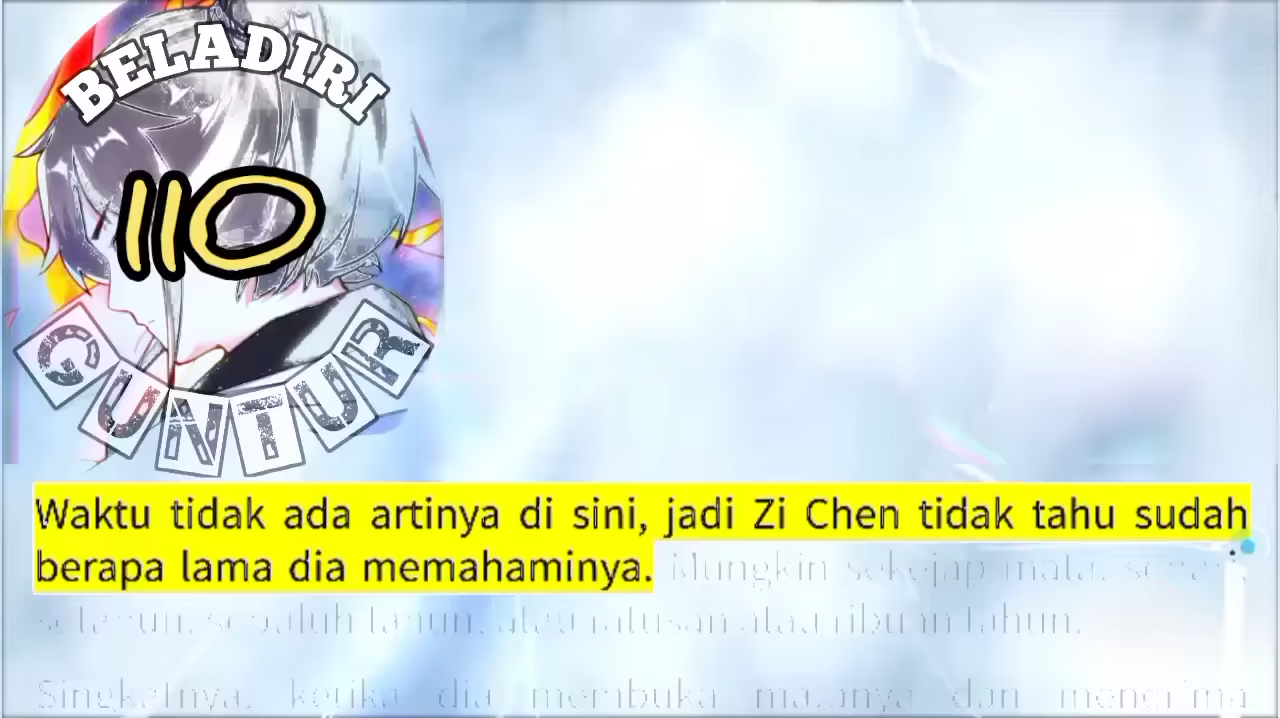 BELADIRI
110
GUNTUR
Waktu tidak ada artinya di sini, jadi Zi Chen tidak tahu sudah
berapa lama dia memahaminya. Mungkin sekejap mata,
sepuluh tahun, atau ratusan atau ribuan tahun.
Singkatnya, ketika dia membuka matanya dan menerima